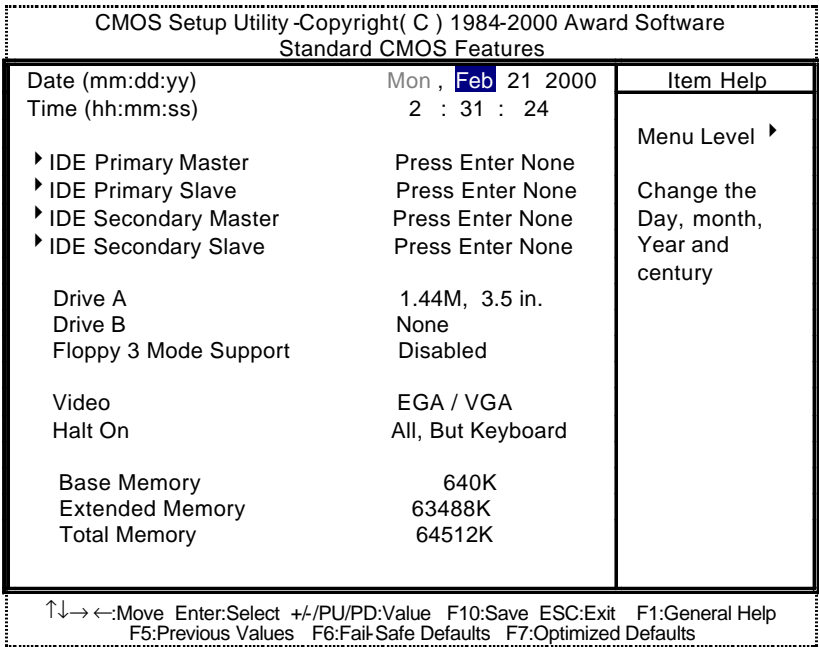 CMOS Setup Utility -Copyright( C ) 1984-2000 Award Software
Standard CMOS Features
Date (mm:dd:yy) Mon , Feb 21 2000
Time (hh:mm:ss) 2 : 31 : 24
IDE Primary Master Press Enter None
IDE Primary Slave Press Enter None
IDE Secondary Master Press Enter None
IDE Secondary Slave Press Enter None
Drive A 1.44M, 3.5 in.
Drive B None
Floppy 3 Mode Support Disabled
Video EGA / VGA
Halt On All, But Keyboard
Base Memory 640K
Extended Memory 63488K
Total Memory 64512K
Item Help
Menu Level
Change the
Day, month,
Year and
century
↑↓→←:Move Enter:Select +/-/PU/PD:Value F10:Save ESC:Exit F1:General Help
F5:Previous Values F6:Fail-Safe Defaults F7:Optimized Defaults